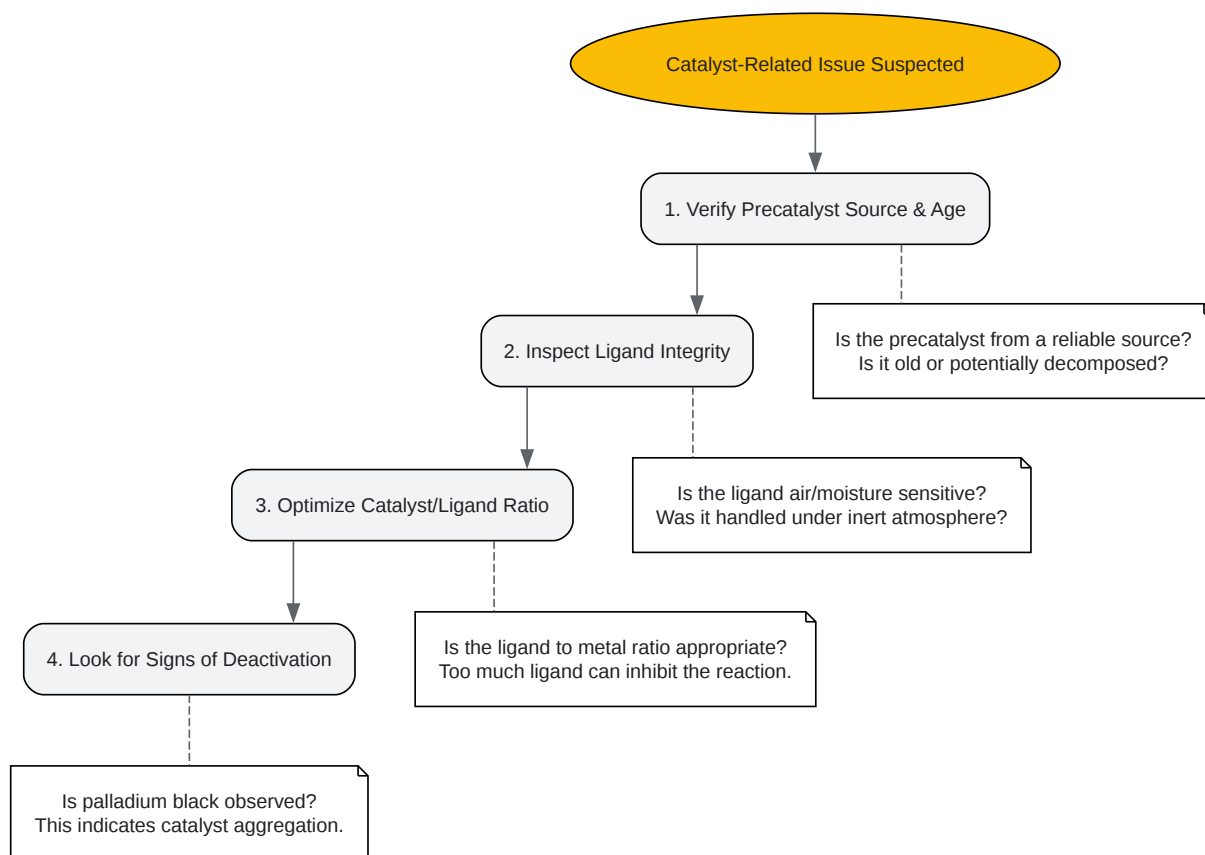 Catalyst-Related Issue Suspected
1. Verify Precatalyst Source & Age
Is the precatalyst from a reliable source?
Is it old or potentially decomposed?
2. Inspect Ligand Integrity
Is the ligand air/moisture sensitive?
Was it handled under inert atmosphere?
3. Optimize Catalyst/Ligand Ratio
Is the ligand to metal ratio appropriate?
Too much ligand can inhibit the reaction.
4. Look for Signs of Deactivation
Is palladium black observed?
This indicates catalyst aggregation.